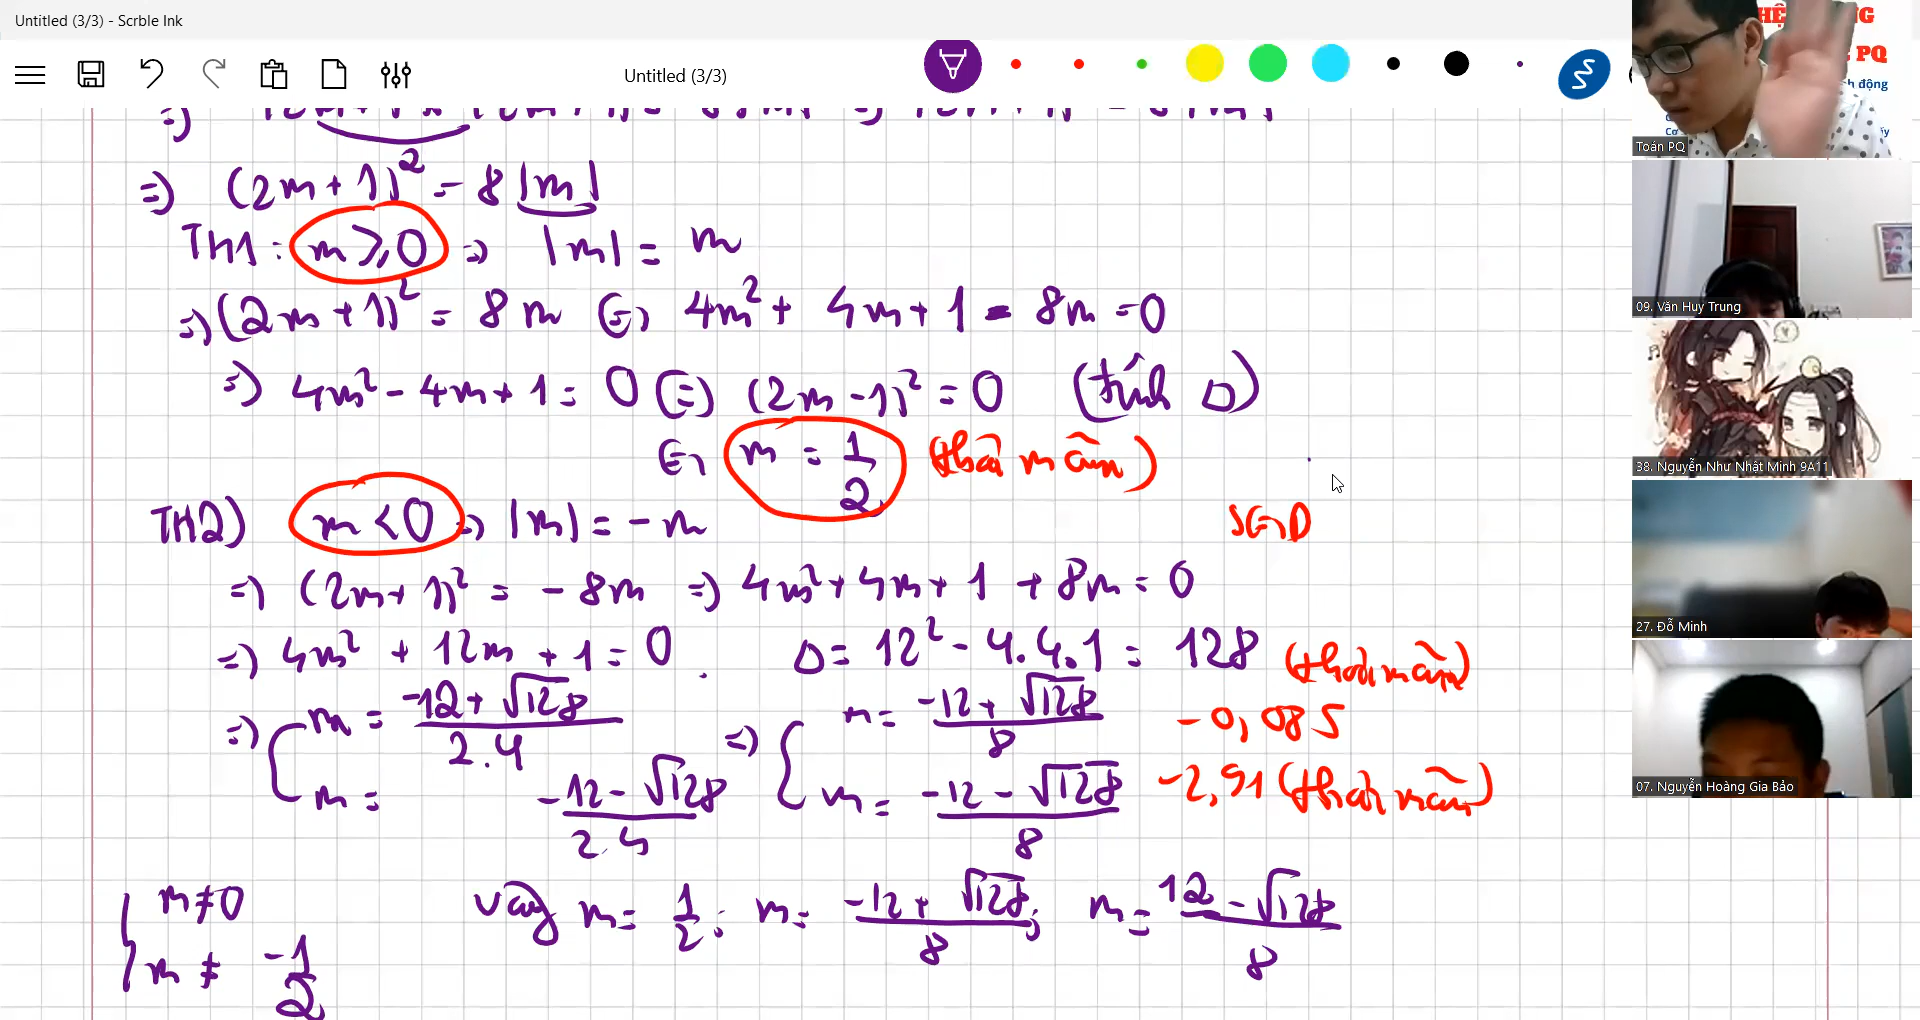 Untitled (3/3) - Scrble Ink
Untitled (3/3)
=> (2m+1)² = 8|m|
TH1: m ≥ 0 => |m| = m
=> (2m+1)² = 8m <=> 4m² + 4m + 1 - 8m = 0
=> 4m² - 4m + 1 = 0 <=> (2m-1)² = 0 (tính Δ)
<=> m = 1/2 (thỏa mãn)
TH2) m < 0 => |m| = -m
=> (2m+1)² = -8m => 4m² + 4m + 1 + 8m = 0
=> 4m² + 12m + 1 = 0. Δ = 12² - 4.4.1 = 128 (thỏa mãn)
=> [ m = (-12+√128)/2.4 => [ m = (-12+√128)/8 -0,085
m = (-12-√128)/2.4 m = (-12-√128)/8 -2,91 (thỏa mãn)
m ≠ 0 Vậy m = 1/2; m = (-12+√128)/8; m = (12-√128)/8
m ≠ -1/2
S<=>D
PQ
Toán PQ
09. Văn Huy Trung
38. Nguyễn Như Nhật Minh 9A11
27. Đỗ Minh
07. Nguyễn Hoàng Gia Bảo